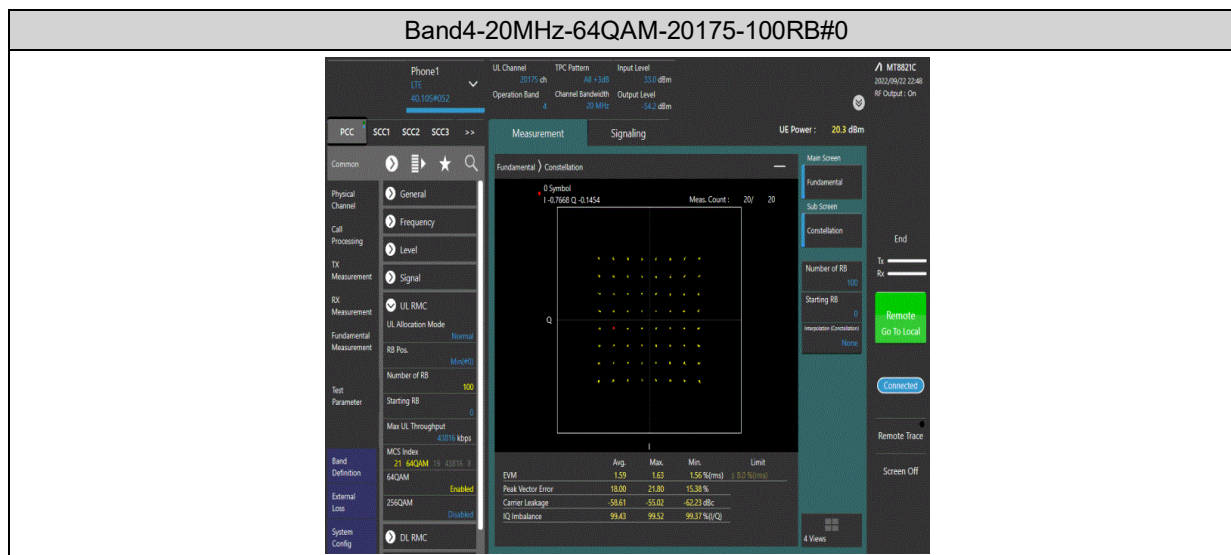 Band4-20MHz-64QAM-20175-100RB#0
Phone1
LTE
40.10S#052
UL Channel TPC Pattern Input Level
20175 ch All +3dB 33.0 dBm
Operation Band Channel Bandwidth Output Level
4 20 MHz -54.2 dBm
MT8821C
2022/09/22 22:48
RF Output : On
PCC SCC1 SCC2 SCC3 >>
Measurement Signaling
UE Power : 20.3 dBm
Common
Physical
Channel
Call
Processing
TX
Measurement
RX
Measurement
Fundamental
Measurement
Test
Parameter
Band
Definition
External
Loss
System
Config
General
Frequency
Level
Signal
UL RMC
UL Allocation Mode
Normal
RB Pos.
Min(#0)
Number of RB
100
Starting RB
0
Max UL Throughput
43816 kbps
MCS Index
21 64QAM 19 43816 8
64QAM
Enabled
256QAM
Disabled
DL RMC
Fundamental 〉 Constellation
0 Symbol
I -0.7668 Q -0.1454
Meas. Count : 20/ 20
Q
I
Avg. Max. Min. Limit
EVM 1.59 1.63 1.56 %(rms) ≤ 8.0 %(rms)
Peak Vector Error 18.00 21.80 15.38 %
Carrier Leakage -58.61 -55.02 -62.23 dBc
IQ Imbalance 99.43 99.52 99.37 %(I/Q)
Main Screen
Fundamental
Sub Screen
Constellation
Number of RB
100
Starting RB
0
Interpolation (Constellation)
None
4 Views
End
Tx
Rx
Remote
Go To Local
Connected
Remote Trace
Screen Off